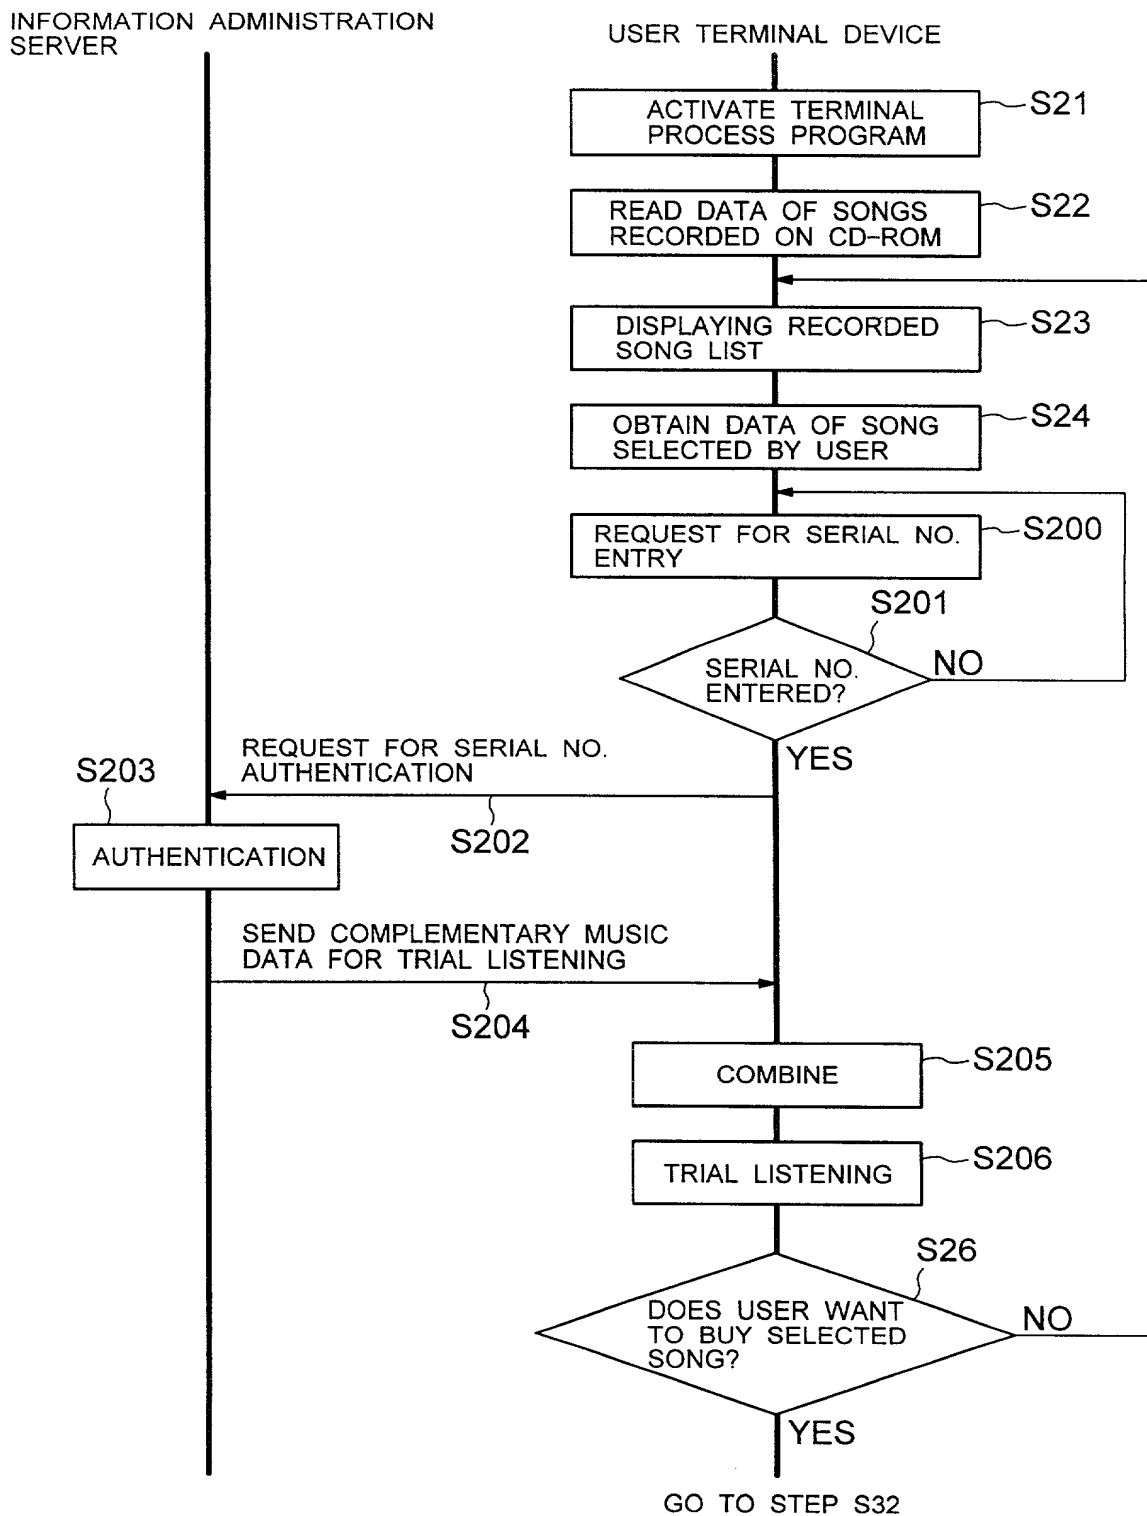 INFORMATION ADMINISTRATION
SERVER
USER TERMINAL DEVICE
ACTIVATE TERMINAL
PROCESS PROGRAM
S21
READ DATA OF SONGS
RECORDED ON CD-ROM
S22
DISPLAYING RECORDED
SONG LIST
S23
OBTAIN DATA OF SONG
SELECTED BY USER
S24
REQUEST FOR SERIAL NO.
ENTRY
S200
S201
SERIAL NO.
ENTERED?
NO
YES
REQUEST FOR SERIAL NO.
AUTHENTICATION
S202
S203
AUTHENTICATION
SEND COMPLEMENTARY MUSIC
DATA FOR TRIAL LISTENING
S204
COMBINE
S205
TRIAL LISTENING
S206
S26
DOES USER WANT
TO BUY SELECTED
SONG?
NO
YES
GO TO STEP S32